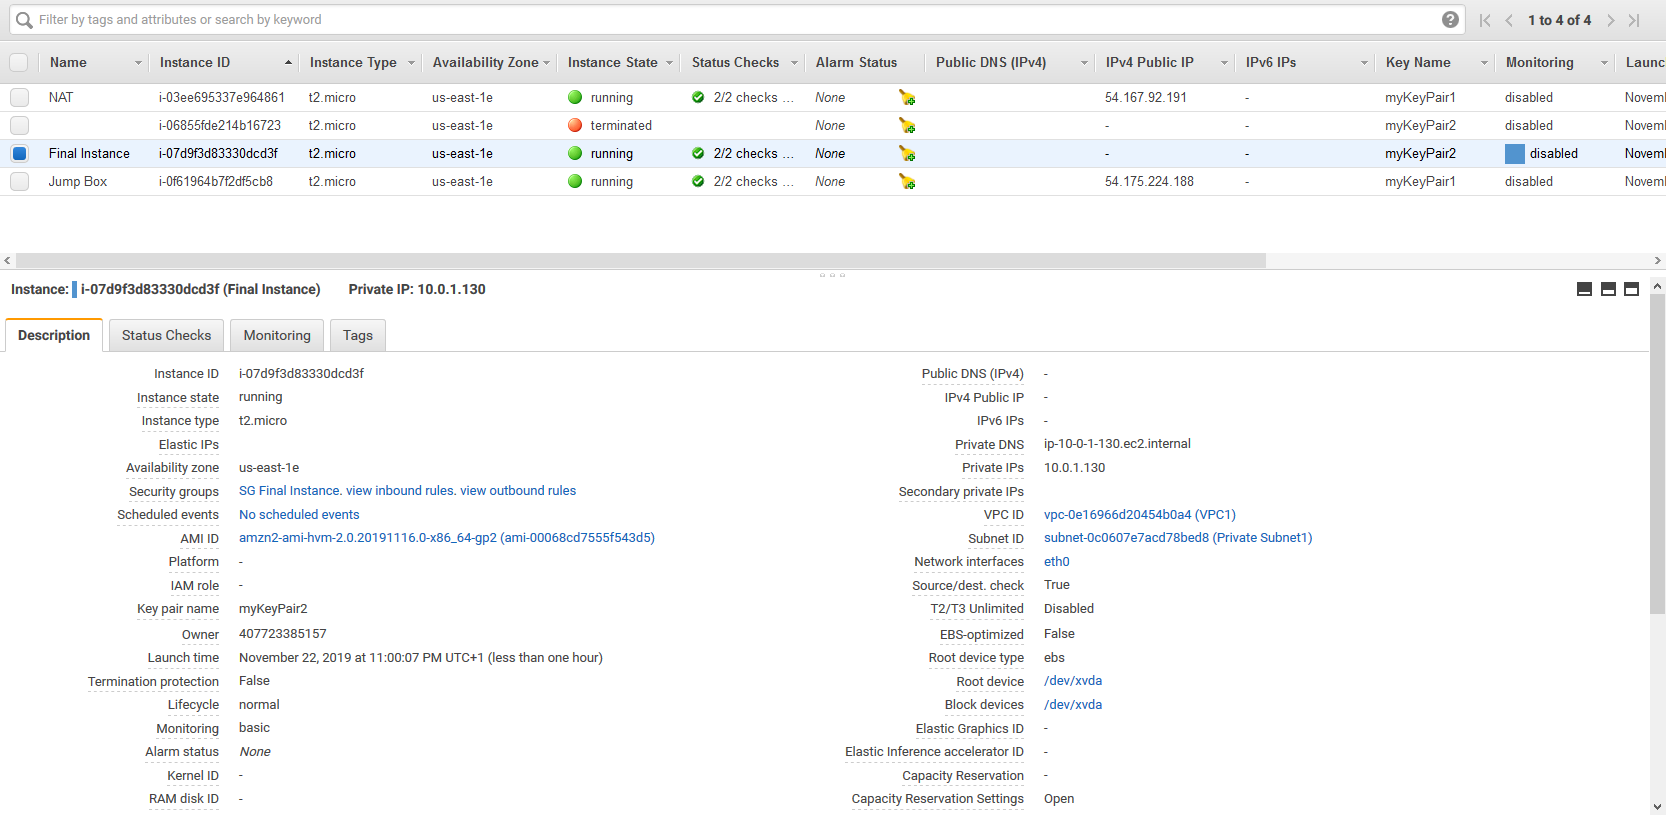 Filter by tags and attributes or search by keyword
1 to 4 of 4
Name Instance ID Instance Type Availability Zone Instance State Status Checks Alarm Status Public DNS (IPv4) IPv4 Public IP IPv6 IPs Key Name Monitoring Launc
NAT i-03ee695337e964861 t2.micro us-east-1e running 2/2 checks ... None 54.167.92.191 - myKeyPair1 disabled Novem
i-06855fde214b16723 t2.micro us-east-1e terminated None - - myKeyPair2 disabled Novem
Final Instance i-07d9f3d83330dcd3f t2.micro us-east-1e running 2/2 checks ... None - - myKeyPair2 disabled Novem
Jump Box i-0f61964b7f2df5cb8 t2.micro us-east-1e running 2/2 checks ... None 54.175.224.188 - myKeyPair1 disabled Novem
Instance: i-07d9f3d83330dcd3f (Final Instance) Private IP: 10.0.1.130
Description Status Checks Monitoring Tags
Instance ID i-07d9f3d83330dcd3f
Instance state running
Instance type t2.micro
Elastic IPs
Availability zone us-east-1e
Security groups SG Final Instance. view inbound rules. view outbound rules
Scheduled events No scheduled events
AMI ID amzn2-ami-hvm-2.0.20191116.0-x86_64-gp2 (ami-00068cd7555f543d5)
Platform -
IAM role -
Key pair name myKeyPair2
Owner 407723385157
Launch time November 22, 2019 at 11:00:07 PM UTC+1 (less than one hour)
Termination protection False
Lifecycle normal
Monitoring basic
Alarm status None
Kernel ID -
RAM disk ID -
Public DNS (IPv4) -
IPv4 Public IP -
IPv6 IPs -
Private DNS ip-10-0-1-130.ec2.internal
Private IPs 10.0.1.130
Secondary private IPs
VPC ID vpc-0e16966d20454b0a4 (VPC1)
Subnet ID subnet-0c0607e7acd78bed8 (Private Subnet1)
Network interfaces eth0
Source/dest. check True
T2/T3 Unlimited Disabled
EBS-optimized False
Root device type ebs
Root device /dev/xvda
Block devices /dev/xvda
Elastic Graphics ID -
Elastic Inference accelerator ID -
Capacity Reservation -
Capacity Reservation Settings Open